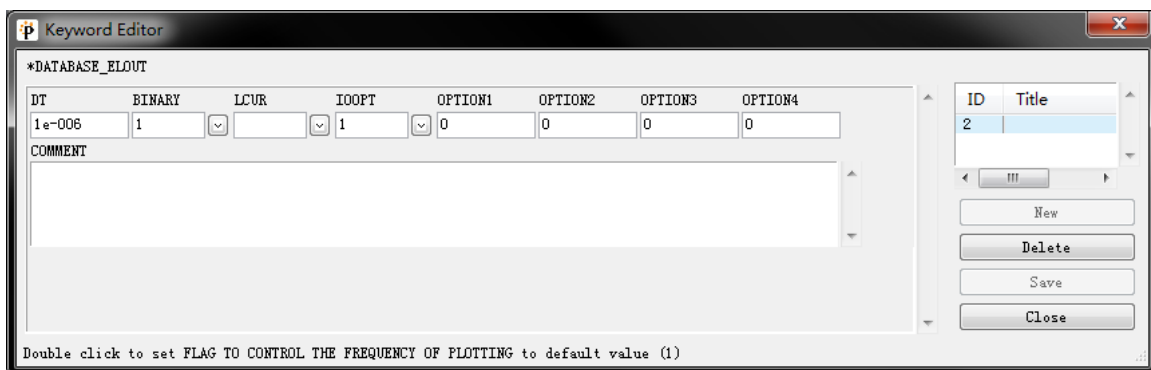 Keyword Editor
*DATABASE_ELOUT
DT BINARY LCUR IOOPT OPTION1 OPTION2 OPTION3 OPTION4
1e-006 1 1 0 0 0 0
COMMENT
ID Title
2
New
Delete
Save
Close
Double click to set FLAG TO CONTROL THE FREQUENCY OF PLOTTING to default value (1)